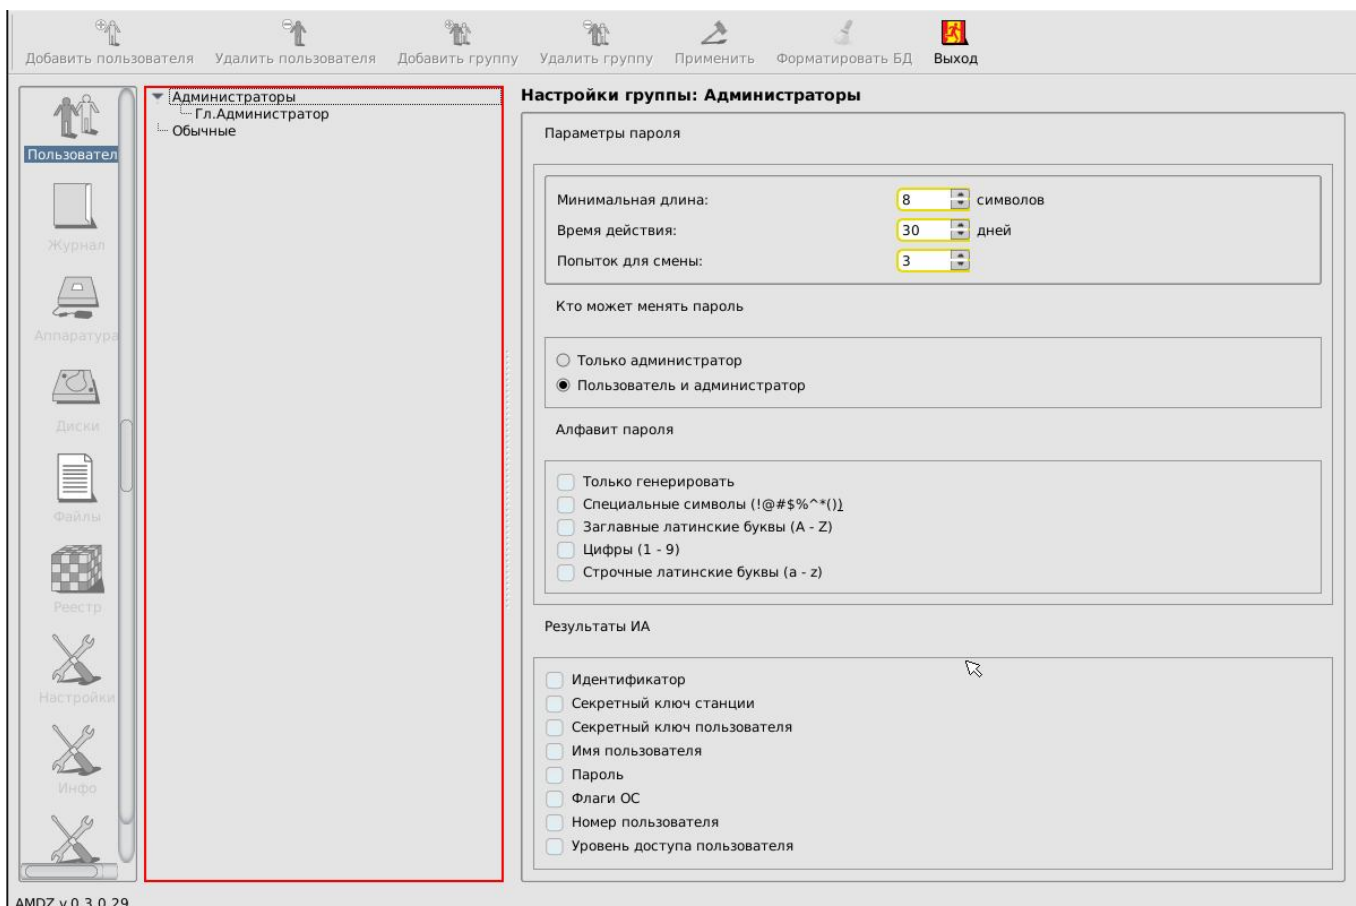 Добавить пользователя Удалить пользователя Добавить группу Удалить группу Применить Форматировать БД Выход
Пользовател
Журнал
Аппаратура
Диски
Файлы
Реестр
Настройки
Инфо
Администраторы
Гл.Администратор
Обычные
Настройки группы: Администраторы
Параметры пароля
Минимальная длина: 8 символов
Время действия: 30 дней
Попыток для смены: 3
Кто может менять пароль
Только администратор
Пользователь и администратор
Алфавит пароля
Только генерировать
Специальные символы (!@#$%^*())
Заглавные латинские буквы (A - Z)
Цифры (1 - 9)
Строчные латинские буквы (a - z)
Результаты ИА
Идентификатор
Секретный ключ станции
Секретный ключ пользователя
Имя пользователя
Пароль
Флаги ОС
Номер пользователя
Уровень доступа пользователя
AMDZ v.0.3.0.29